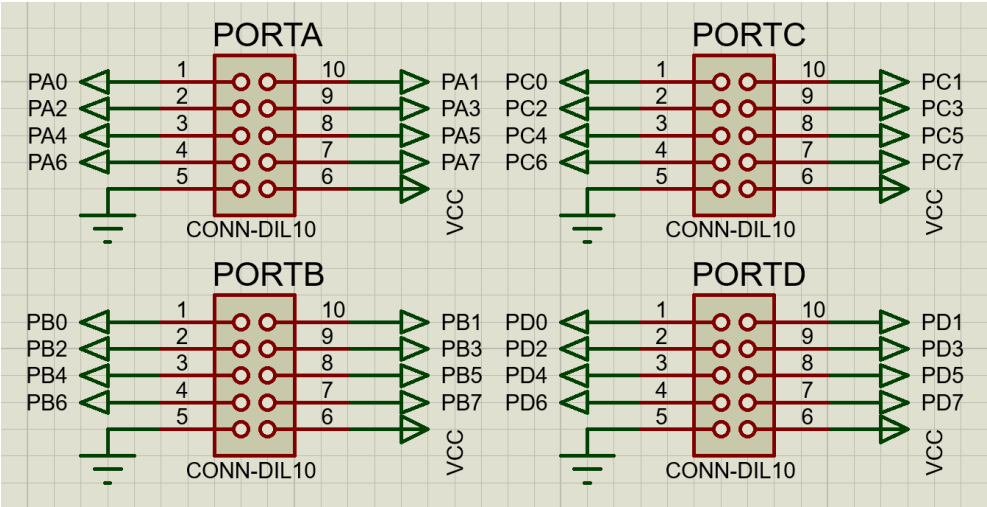 PORTA
PA0 1 10 PA1
PA2 2 9 PA3
PA4 3 8 PA5
PA6 4 7 PA7
5 6
VCC
CONN-DIL10
PORTC
PC0 1 10 PC1
PC2 2 9 PC3
PC4 3 8 PC5
PC6 4 7 PC7
5 6
VCC
CONN-DIL10
PORTB
PB0 1 10 PB1
PB2 2 9 PB3
PB4 3 8 PB5
PB6 4 7 PB7
5 6
VCC
CONN-DIL10
PORTD
PD0 1 10 PD1
PD2 2 9 PD3
PD4 3 8 PD5
PD6 4 7 PD7
5 6
VCC
CONN-DIL10